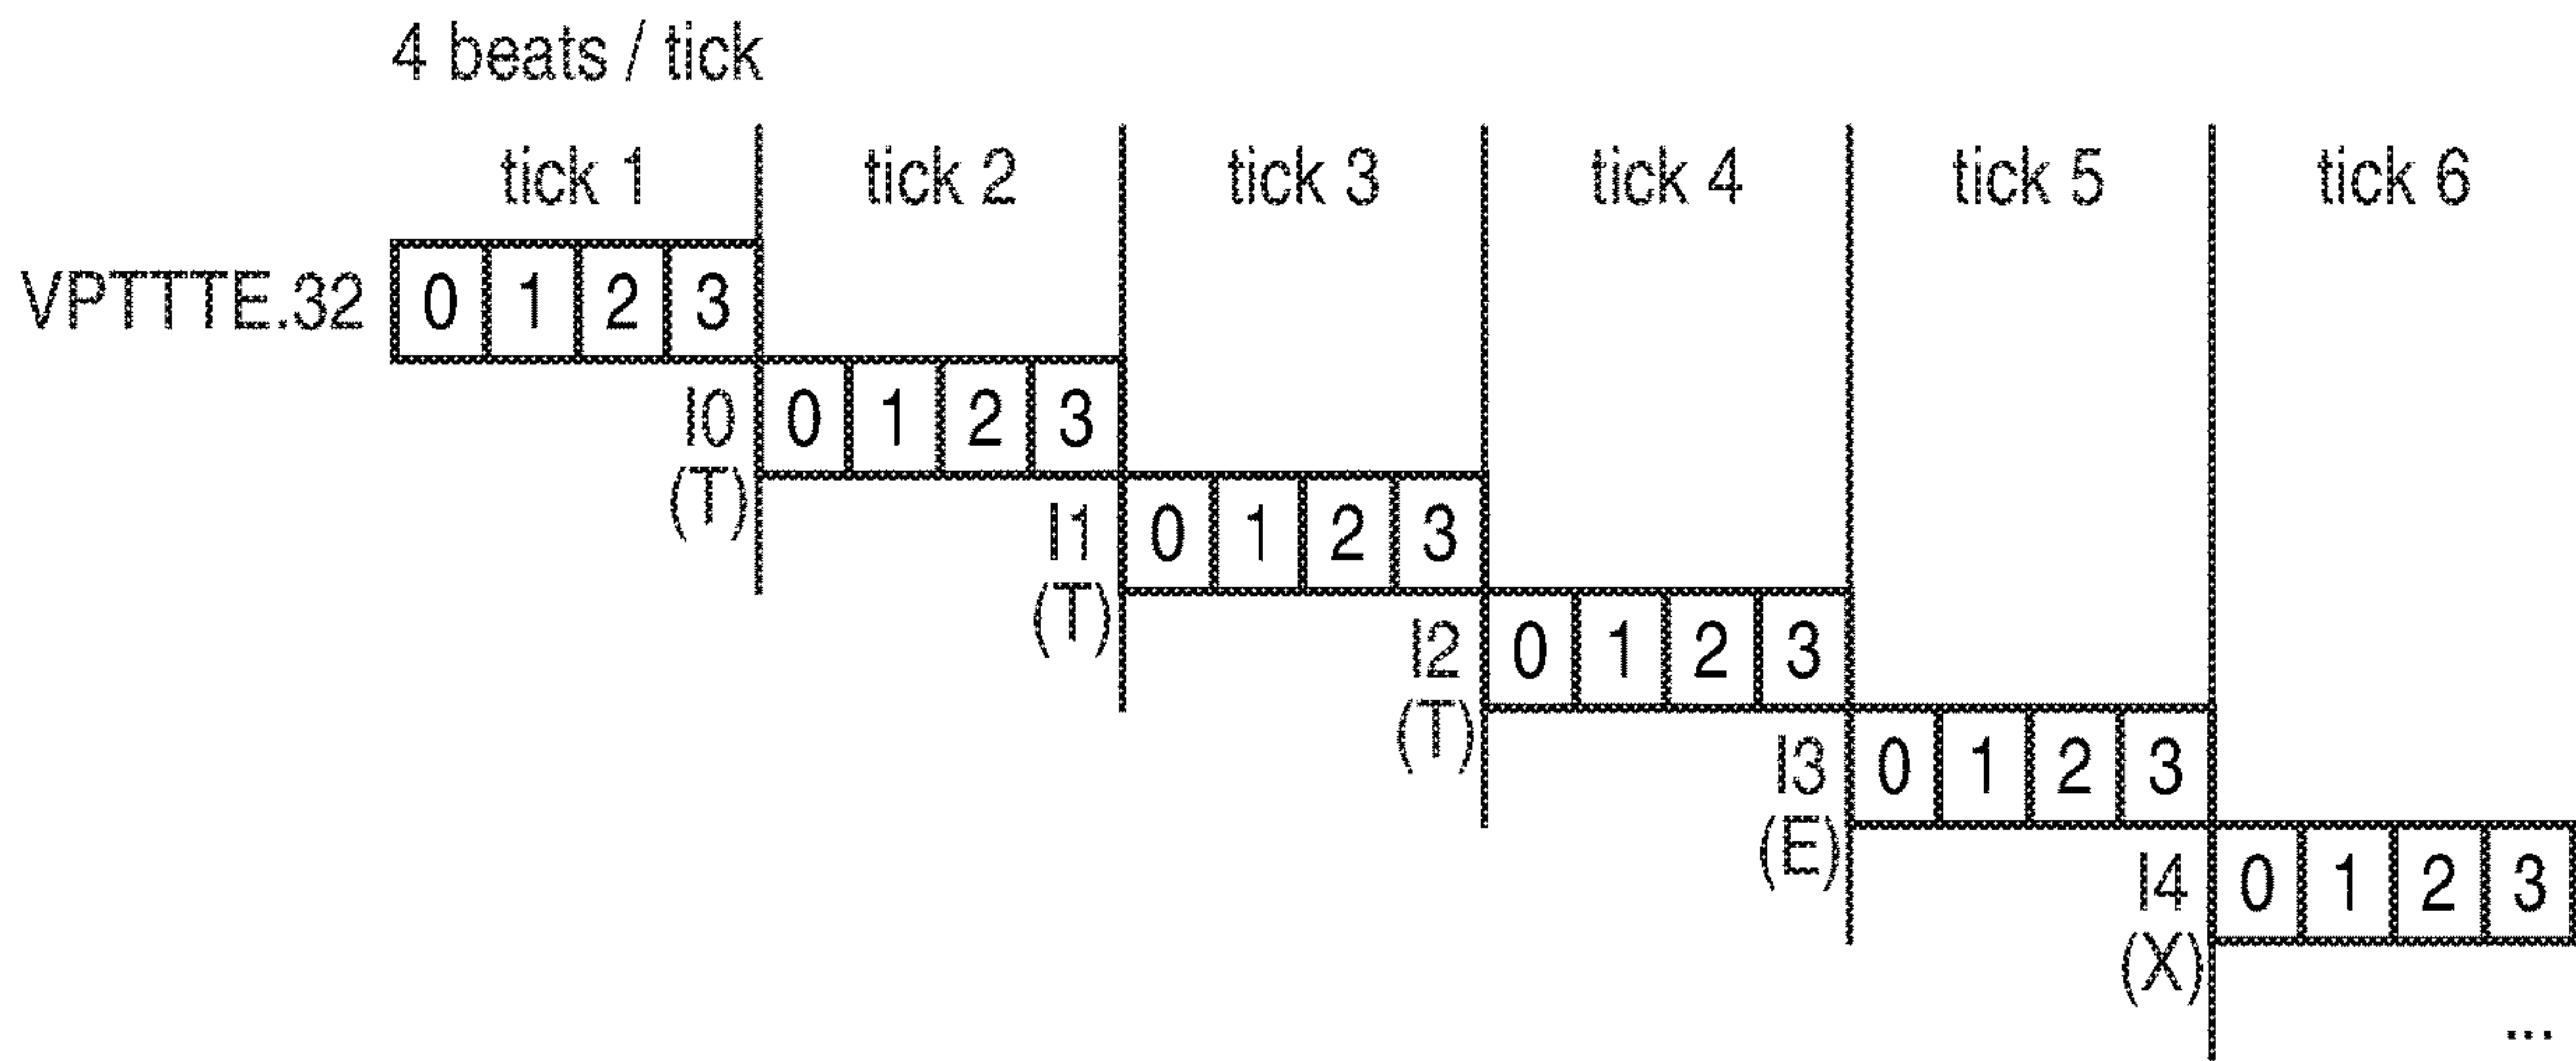 4 beats / tick
tick 1 tick 2 tick 3 tick 4 tick 5 tick 6
VPTTTE.32 0 1 2 3
I0 0 1 2 3
(T)
I1 0 1 2 3
(T)
I2 0 1 2 3
(T)
I3 0 1 2 3
(E)
I4 0 1 2 3
(X)
...